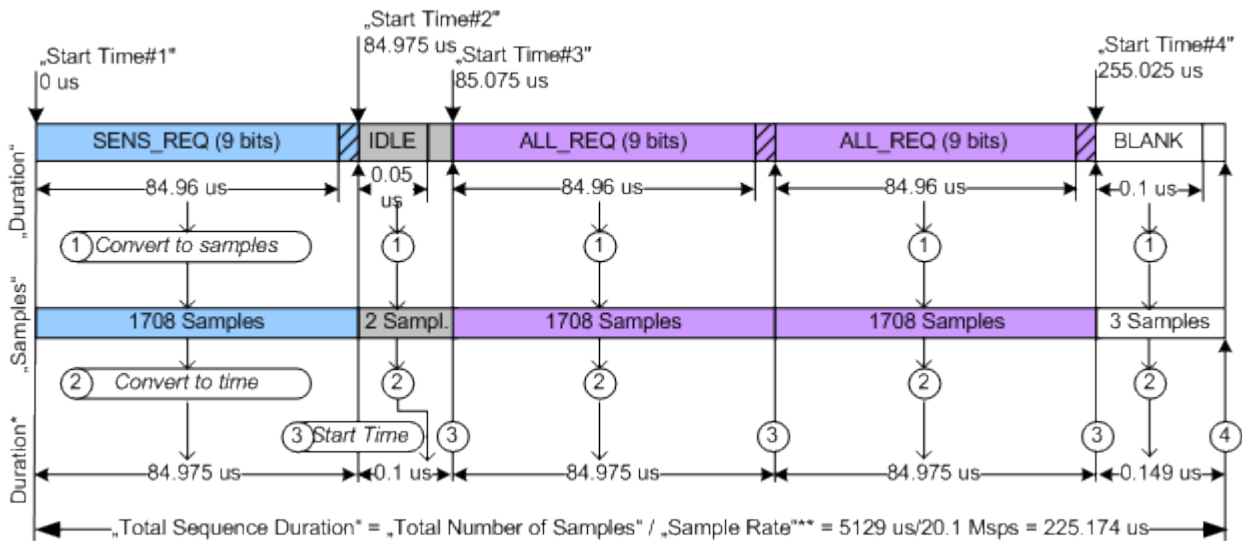 „Start Time#1"
0 us
„Start Time#2"
84.975 us
„Start Time#3"
85.075 us
„Start Time#4"
255.025 us
„Duration“
SENS_REQ (9 bits)
IDLE
ALL_REQ (9 bits)
ALL_REQ (9 bits)
BLANK
84.96 us
0.05
us
84.96 us
84.96 us
0.1 us
1 Convert to samples
1
1
1
1
„Samples“
1708 Samples
2 Sampl.
1708 Samples
1708 Samples
3 Samples
2 Convert to time
2
2
2
2
3 Start Time
3
3
3
4
Duration*
84.975 us
0.1 us
84.975 us
84.975 us
0.149 us
„Total Sequence Duration“ = „Total Number of Samples“ / „Sample Rate"** = 5129 us/20.1 Msps = 225.174 us